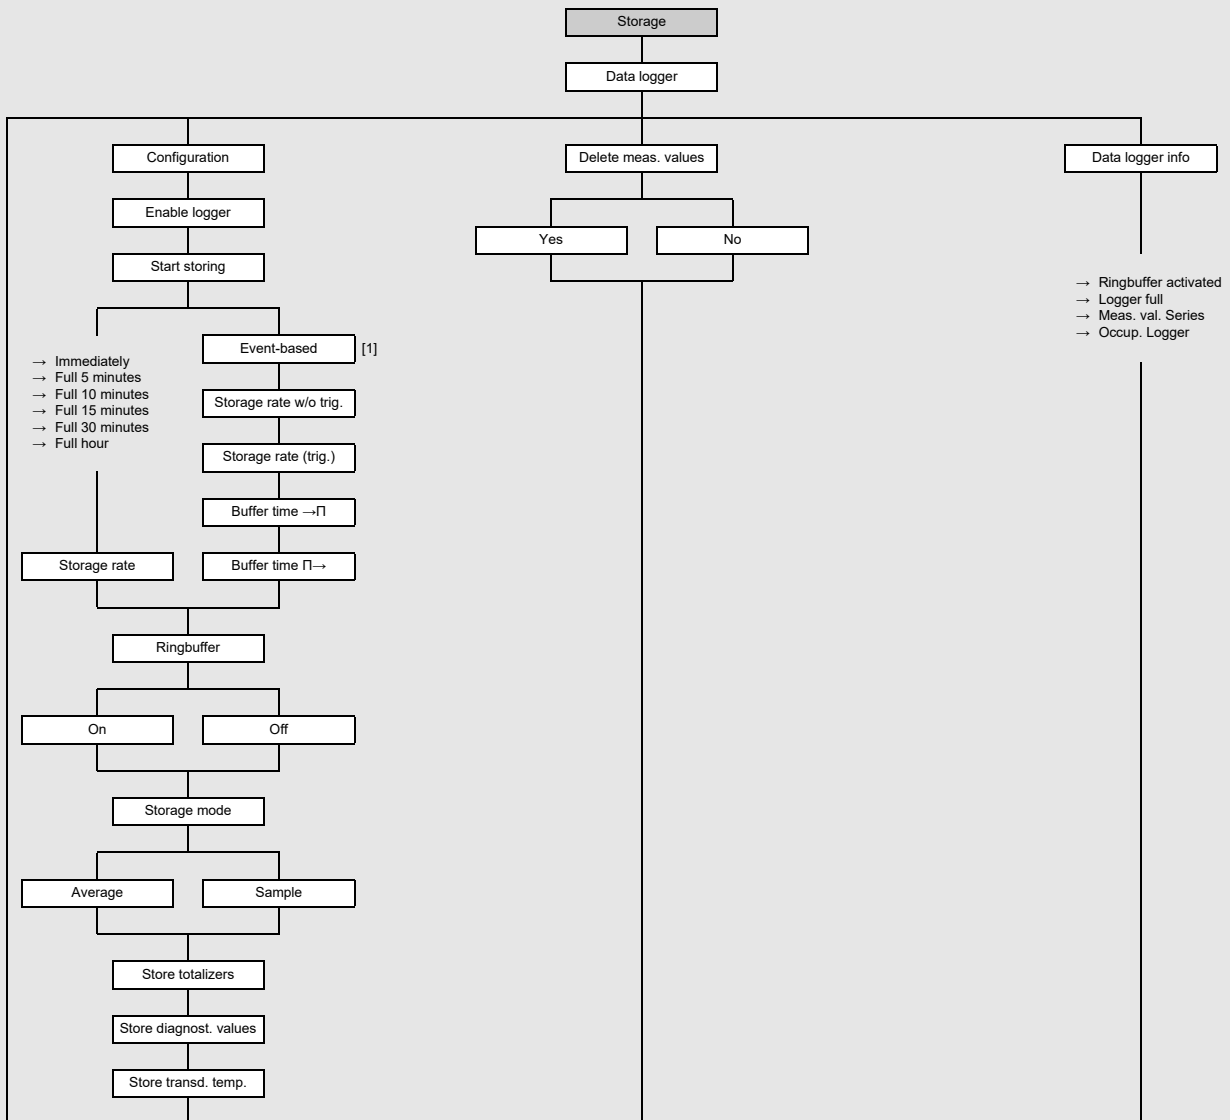 Storage
Data logger
Configuration
Delete meas. values
Data logger info
Enable logger
Yes
No
Start storing
→ Ringbuffer activated
→ Logger full
→ Meas. val. Series
→ Occup. Logger
Event-based [1]
→ Immediately
→ Full 5 minutes
→ Full 10 minutes
→ Full 15 minutes
→ Full 30 minutes
→ Full hour
Storage rate w/o trig.
Storage rate (trig.)
Buffer time →Π
Storage rate
Buffer time Π→
Ringbuffer
On
Off
Storage mode
Average
Sample
Store totalizers
Store diagnost. values
Store transd. temp.